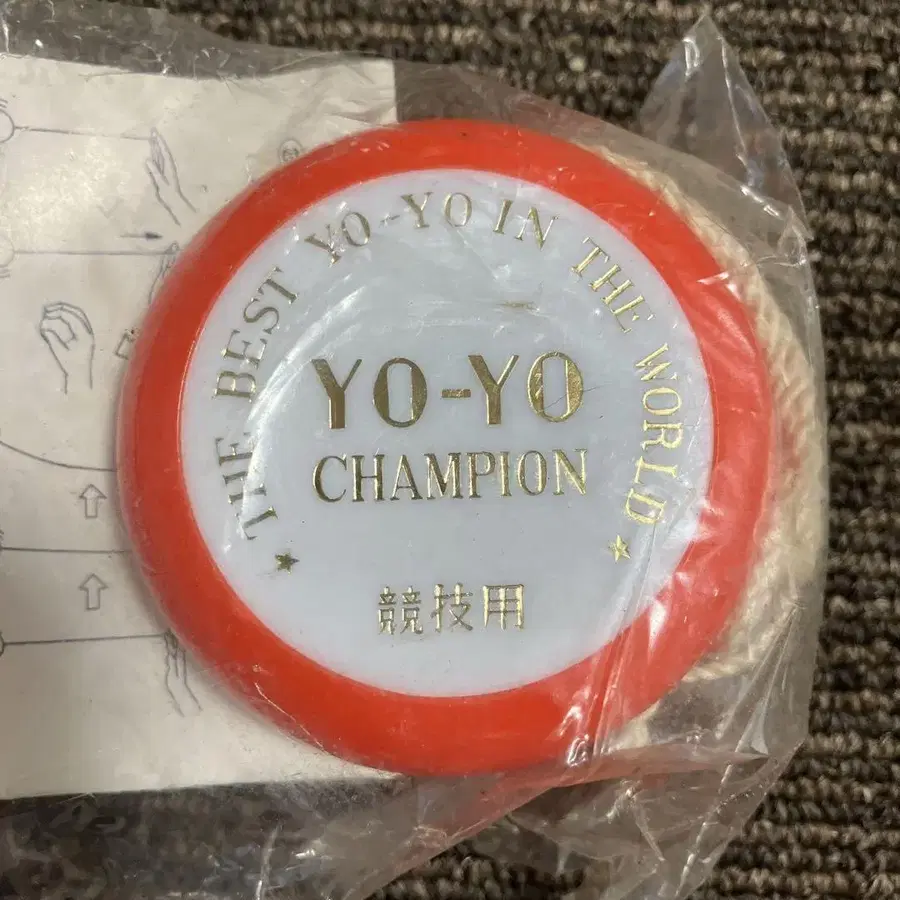 THE BEST YO-YO IN THE WORLD
YO-YO
CHAMPION
競技用